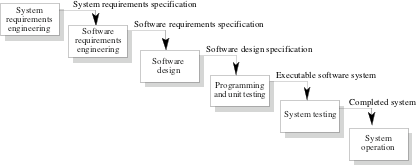 System requirements specification
System
requirements
engineering
Software requirements specification
Software
requirements
engineering
Software design specification
Software
design
Executable software system
Programming
and unit testing
Completed system
System testing
System
operation